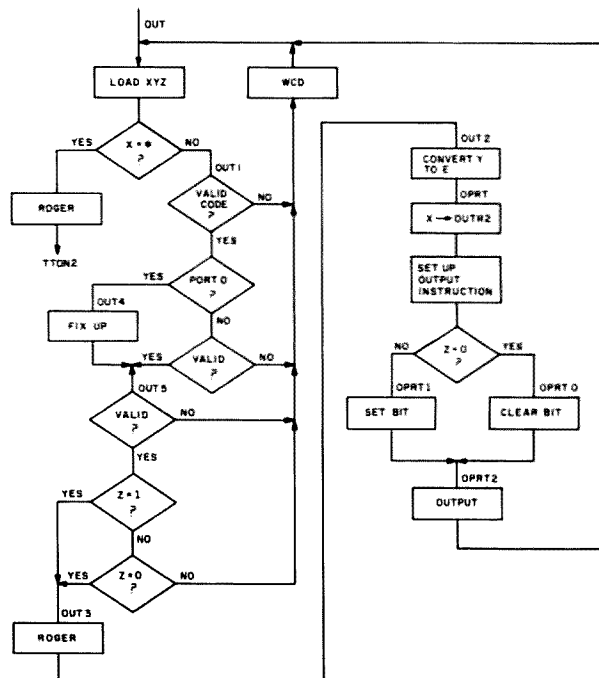 OUT
LOAD XYZ
WCD
YES
X = *
?
NO
OUT 1
ROGER
VALID
CODE
?
NO
TTON2
YES
YES
PORT 0
?
OUT4
NO
FIX UP
YES
VALID
?
NO
OUT 5
VALID
?
NO
YES
YES
Z = 1
?
NO
YES
Z = 0
?
NO
OUT 3
ROGER
OUT 2
CONVERT Y
TO E
OPRT
X → OUTR2
SET UP
OUTPUT
INSTRUCTION
NO
Z = 0
?
YES
OPRT 1
OPRT 0
SET BIT
CLEAR BIT
OPRT 2
OUTPUT